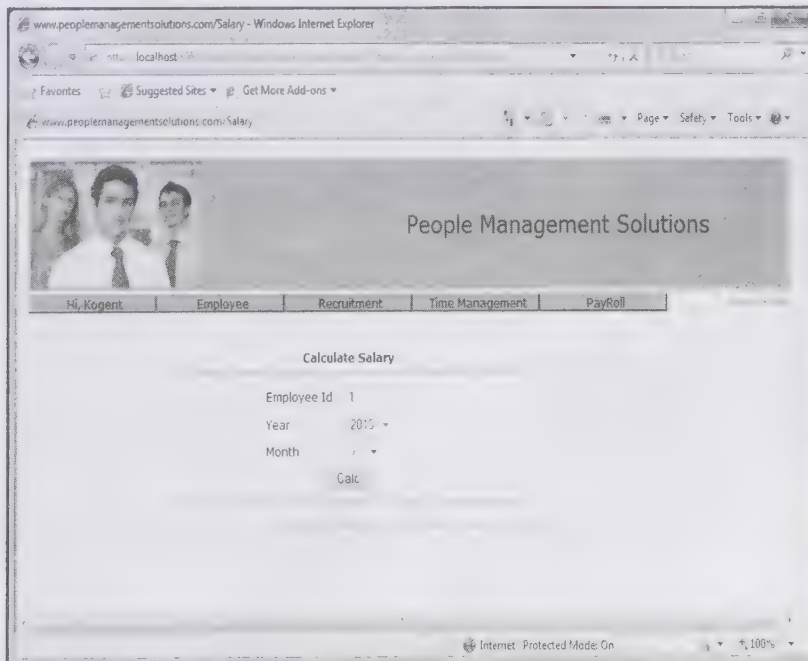 www.peoplemanagementsolutions.com/Salary - Windows Internet Explorer
localhost
Favorites Suggested Sites Get More Add-ons
www.peoplemanagementsolutions.com/Salary Page Safety Tools
People Management Solutions
Hi, Kogent Employee Recruitment Time Management PayRoll
Calculate Salary
Employee Id 1
Year
Month
Calc
Internet Protected Mode: On 100%